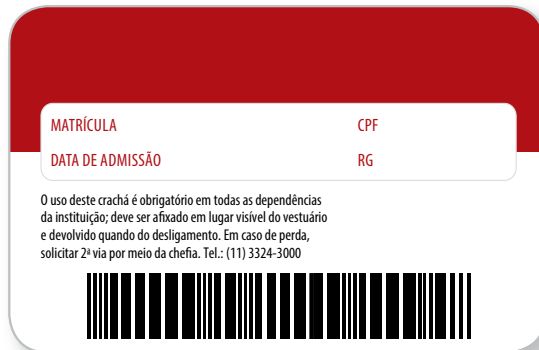 MATRÍCULA CPF
DATA DE ADMISSÃO RG
O uso deste crachá é obrigatório em todas as dependências
da instituição; deve ser afixado em lugar visível do vestuário
e devolvido quando do desligamento. Em caso de perda,
solicitar 2ª via por meio da chefia. Tel.: (11) 3324-3000